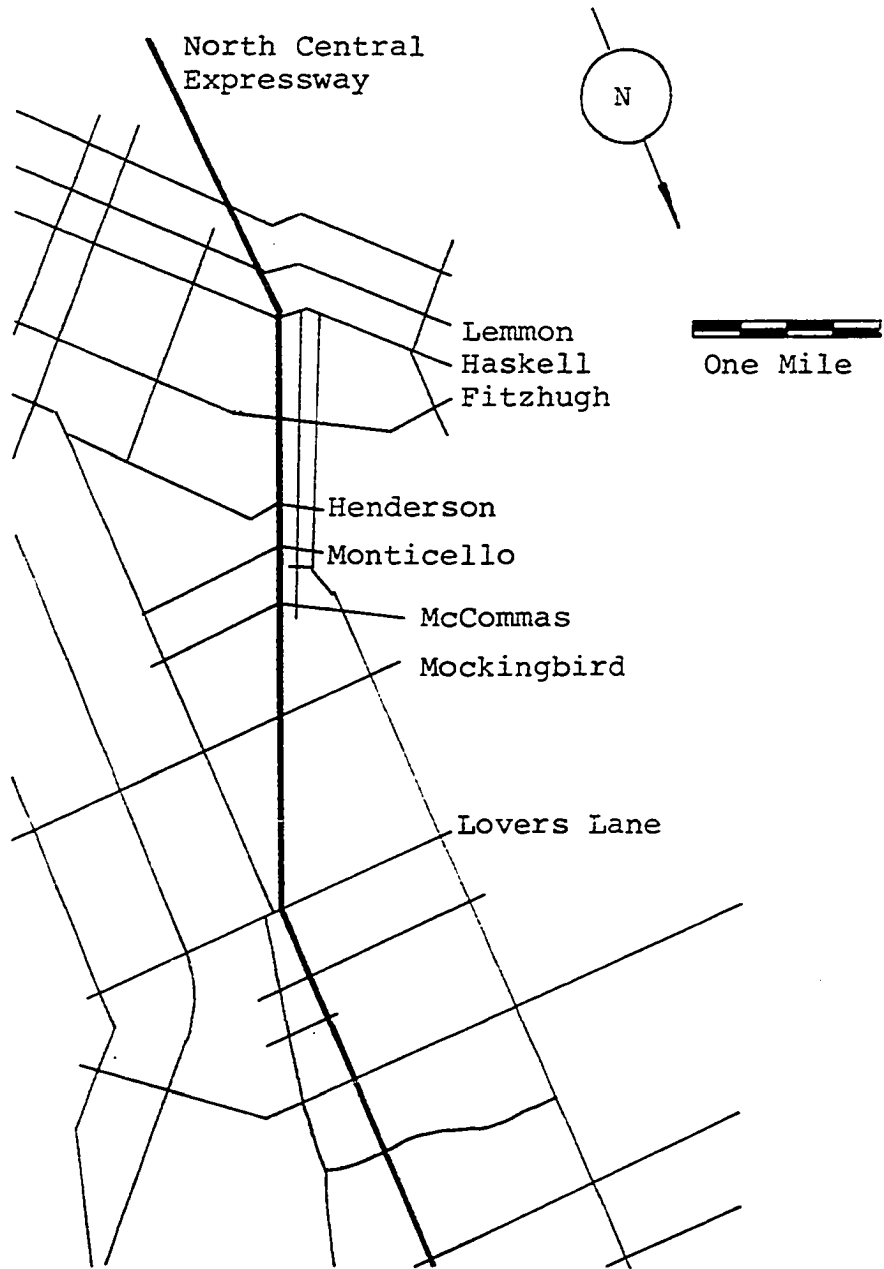 North Central
Expressway
N
Lemmon
Haskell
One Mile
Fitzhugh
Henderson
Monticello
McCommas
Mockingbird
Lovers Lane